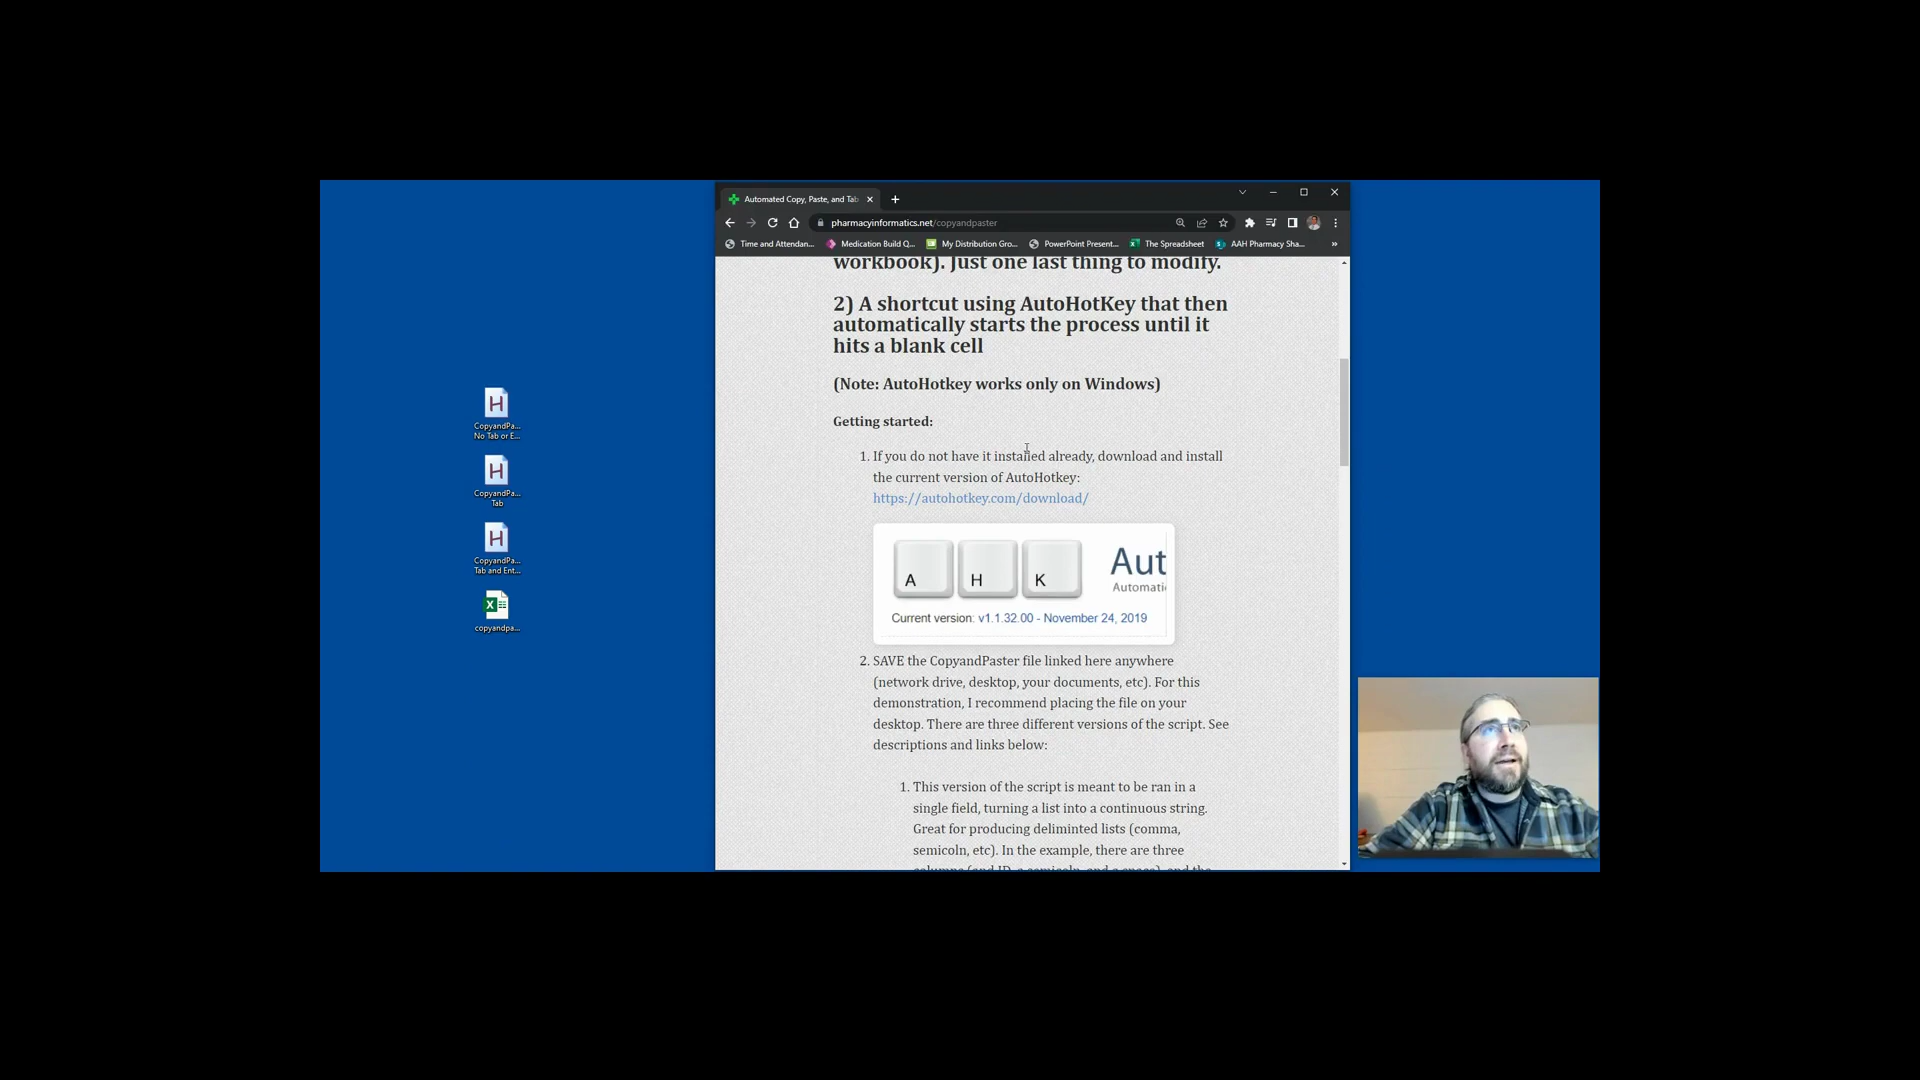 Automated Copy, Paste, and Tab
pharmacyinformatics.net/copyandpaster
Time and Attendan...
Medication Build Q...
My Distribution Gro...
PowerPoint Present...
The Spreadsheet
AAH Pharmacy Sha...
»
CopyandPa...
No Tab or E...
CopyandPa...
Tab
CopyandPa...
Tab and Ent...
copyandpa...
workbook). Just one last thing to modify.
2) A shortcut using AutoHotKey that then
automatically starts the process until it
hits a blank cell
(Note: AutoHotkey works only on Windows)
Getting started:
1. If you do not have it installed already, download and install
the current version of AutoHotkey:
https://autohotkey.com/download/
A H K Aut
Automati
Current version: v1.1.32.00 - November 24, 2019
2. SAVE the CopyandPaster file linked here anywhere
(network drive, desktop, your documents, etc). For this
demonstration, I recommend placing the file on your
desktop. There are three different versions of the script. See
descriptions and links below:
1. This version of the script is meant to be ran in a
single field, turning a list into a continuous string.
Great for producing deliminted lists (comma,
semicoln, etc). In the example, there are three
columns (and ID, a semicoln, and a space), and the